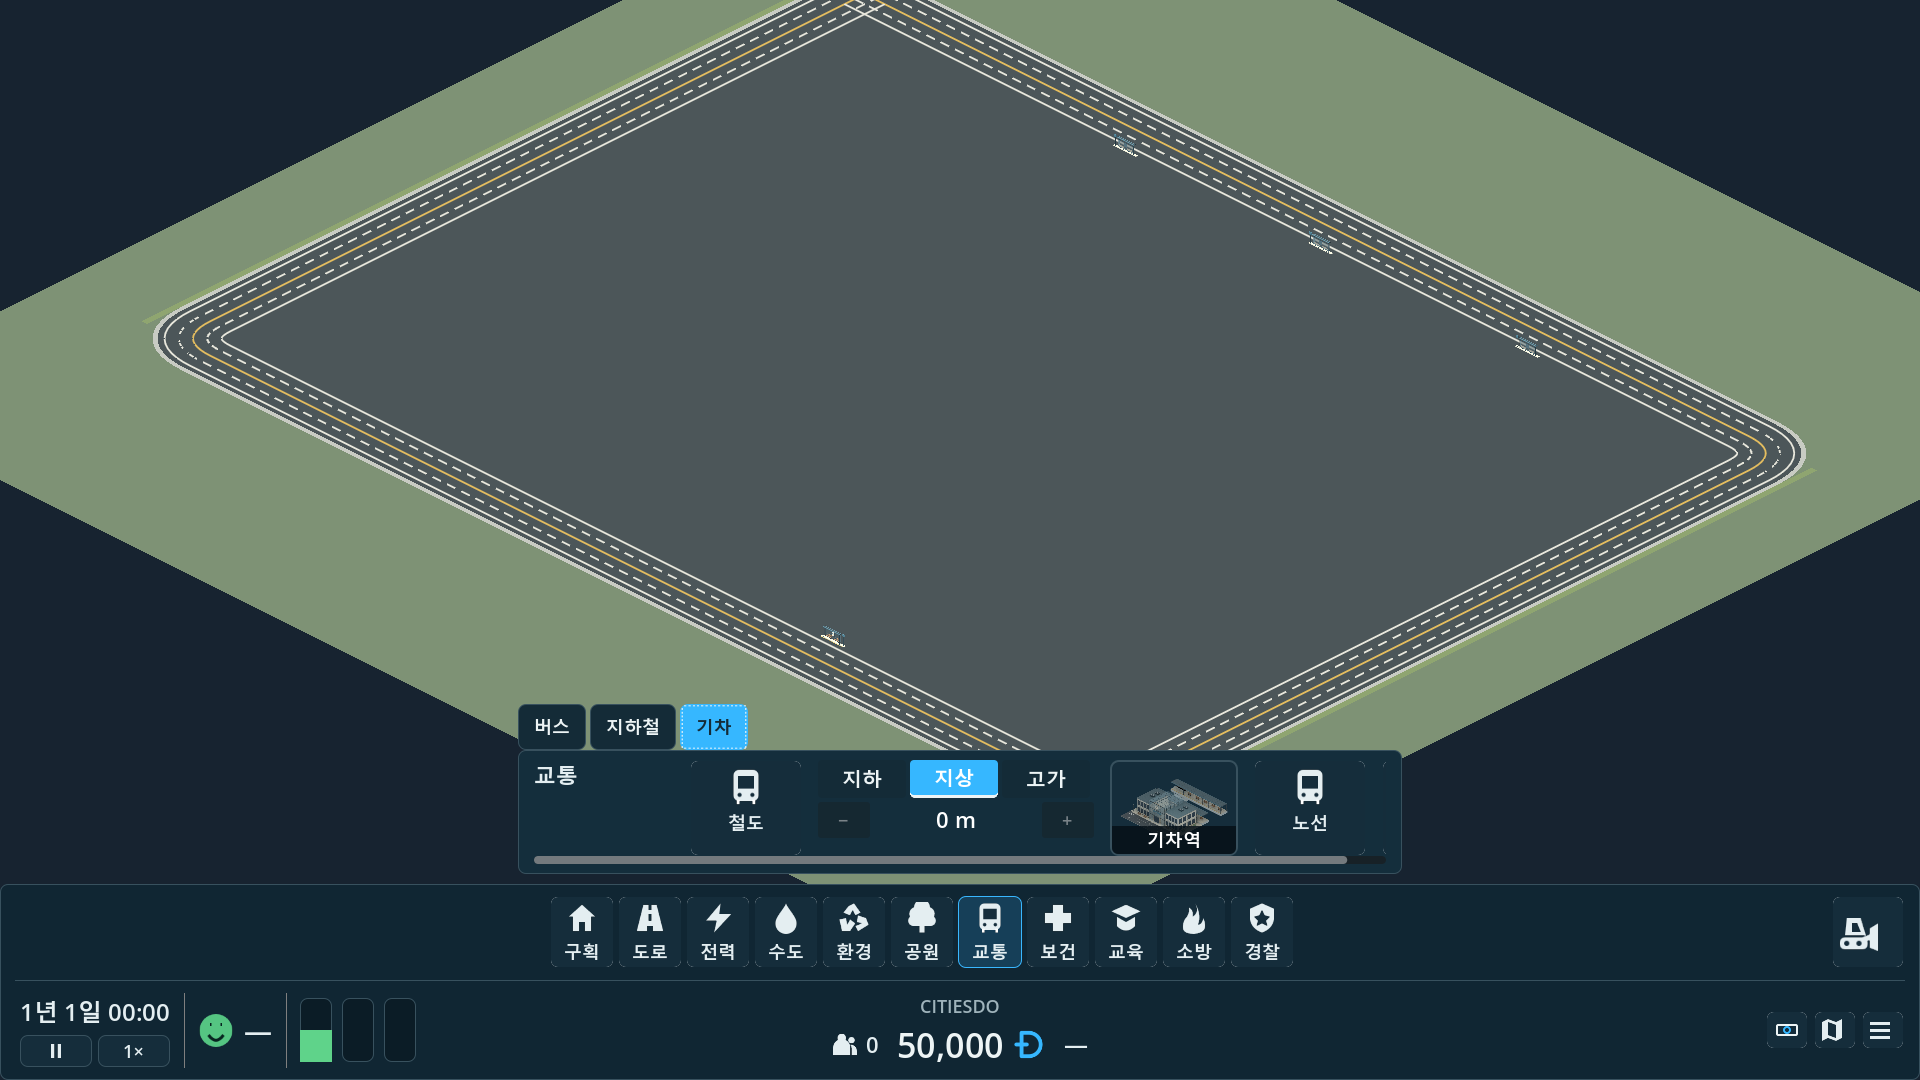 버스 지하철 기차
교통
철도
지하 지상 고가
− 0 m +
기차역
노선
구획 도로 전력 수도 환경 공원 교통 보건 교육 소방 경찰
1년 1일 00:00
1×
—
CITIESDO
0 50,000 —